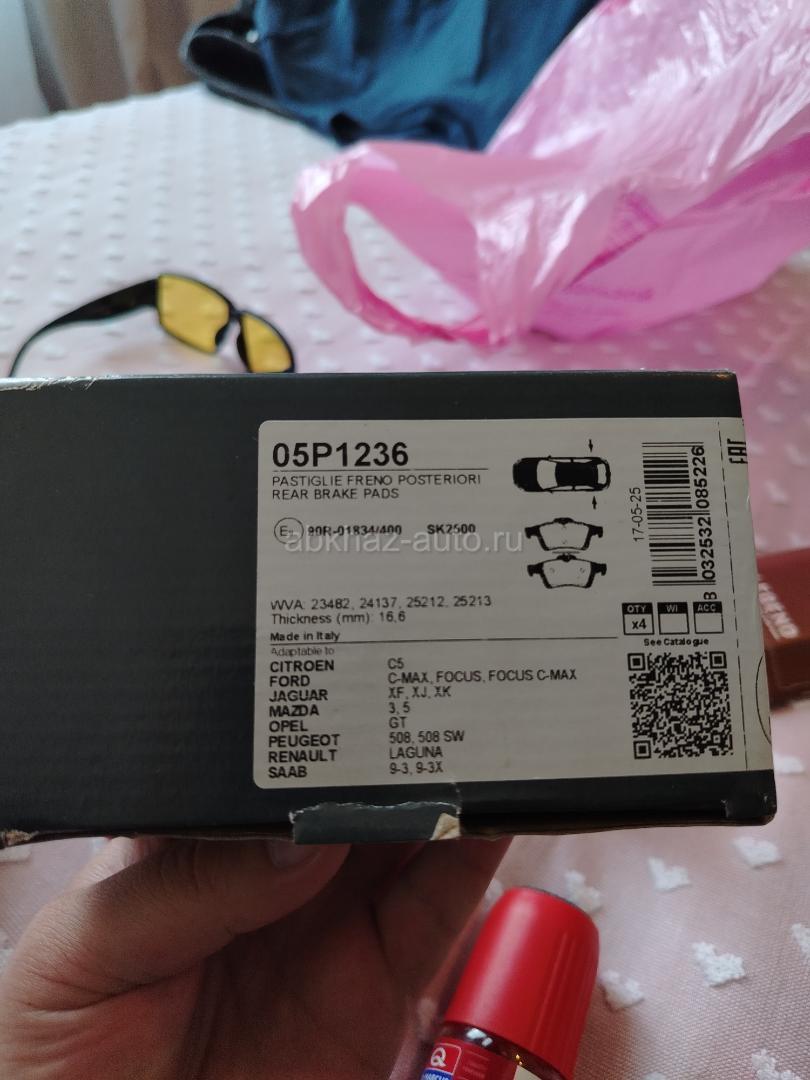 05P1236
PASTIGLIE FRENO POSTERIORI
REAR BRAKE PADS
90R-01834/400 SK2500
abkhaz-auto.ru
WVA: 23482, 24137, 25212, 25213
Thickness (mm): 16,6
Made in Italy
Adaptable to
CITROEN C5
FORD C-MAX, FOCUS, FOCUS C-MAX
JAGUAR XF, XJ, XK
MAZDA 3, 5
OPEL GT
PEUGEOT 508, 508 SW
RENAULT LAGUNA
SAAB 9-3, 9-3X
17-05-25
8 032532 085226
EAC
QTY WI ACC
x4
See Catalogue